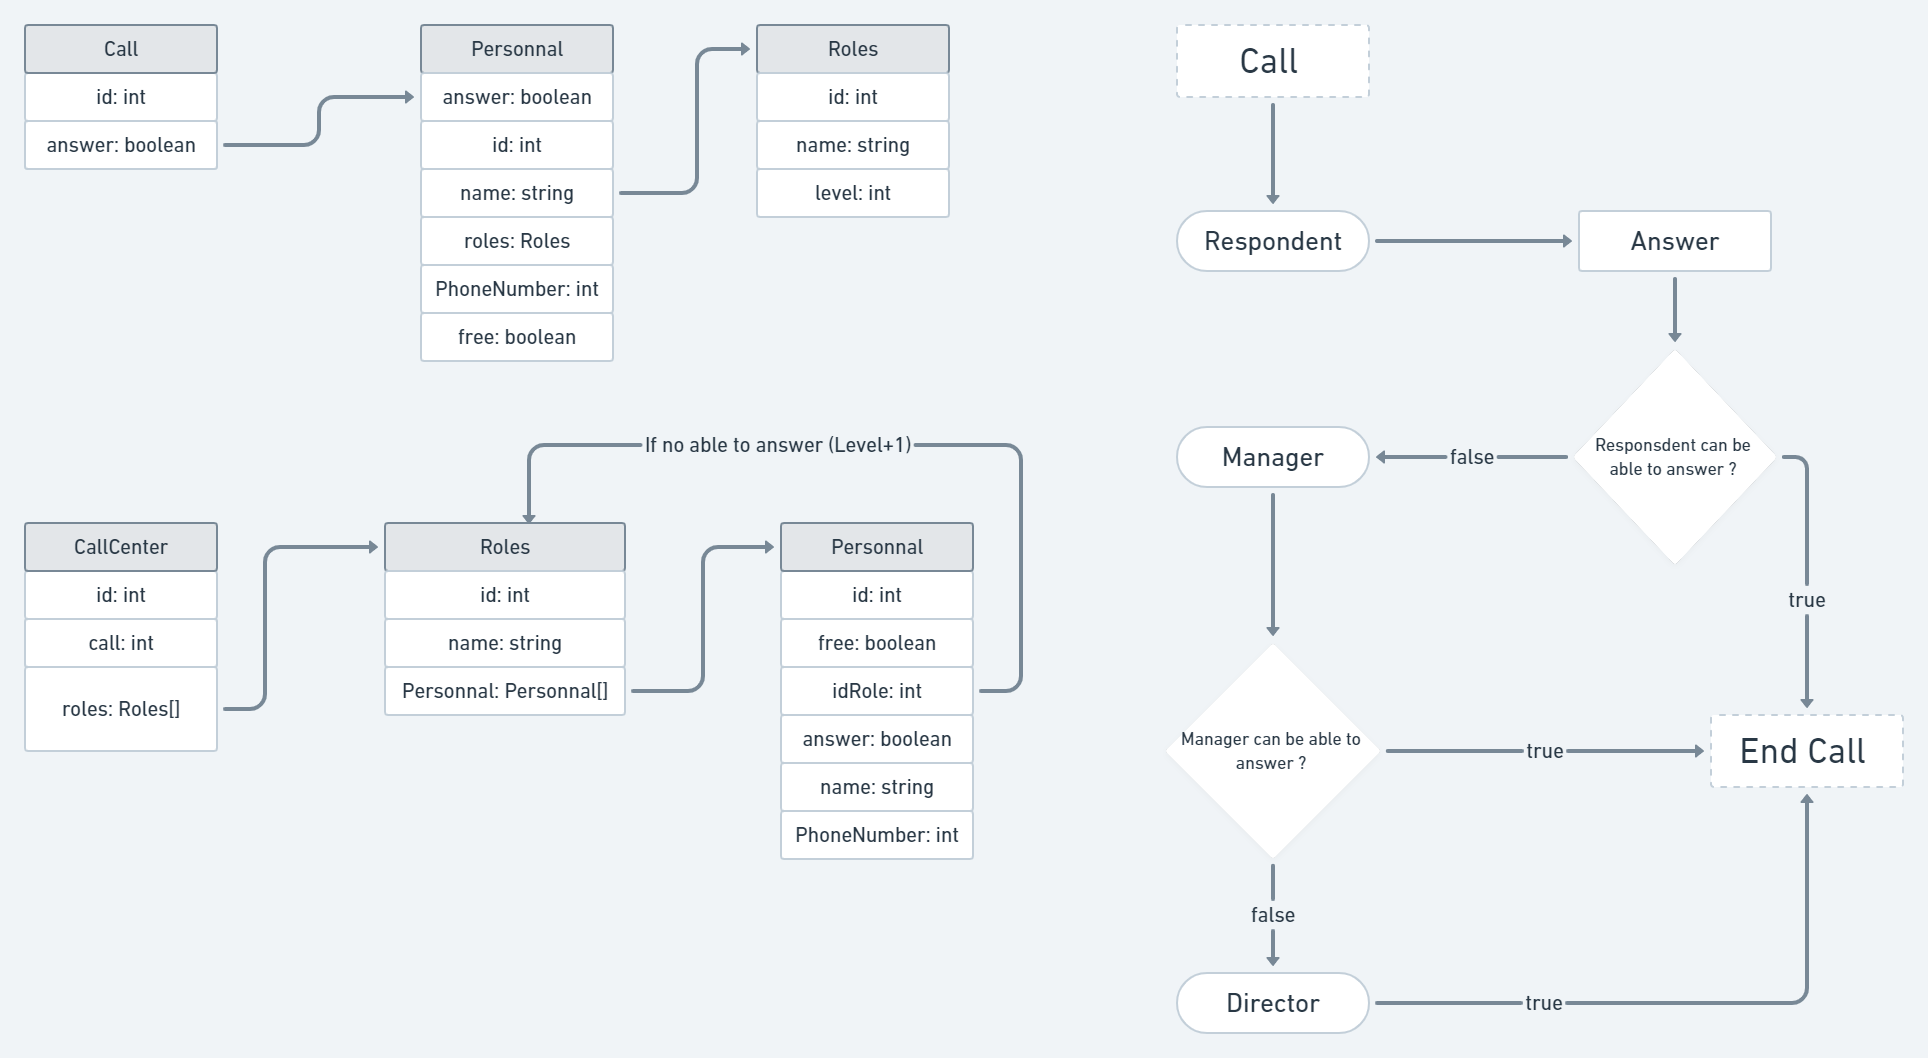 Call
id: int
answer: boolean
Personnal
answer: boolean
id: int
name: string
roles: Roles
PhoneNumber: int
free: boolean
Roles
id: int
name: string
level: int
If no able to answer (Level+1)
CallCenter
id: int
call: int
roles: Roles[]
Roles
id: int
name: string
Personnal: Personnal[]
Personnal
id: int
free: boolean
idRole: int
answer: boolean
name: string
PhoneNumber: int
Call
Respondent
Answer
Responsdent can be
able to answer ?
false
true
Manager
Manager can be able to
answer ?
true
End Call
false
Director
true